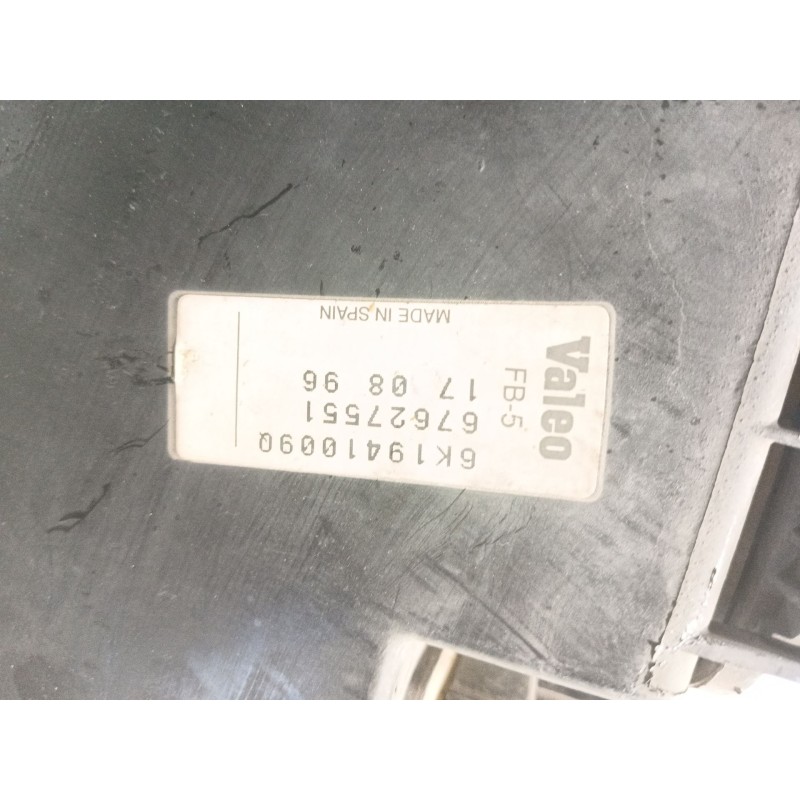 Valeo
FB-5
6K1941009Q
67627551
17 08 96
MADE IN SPAIN